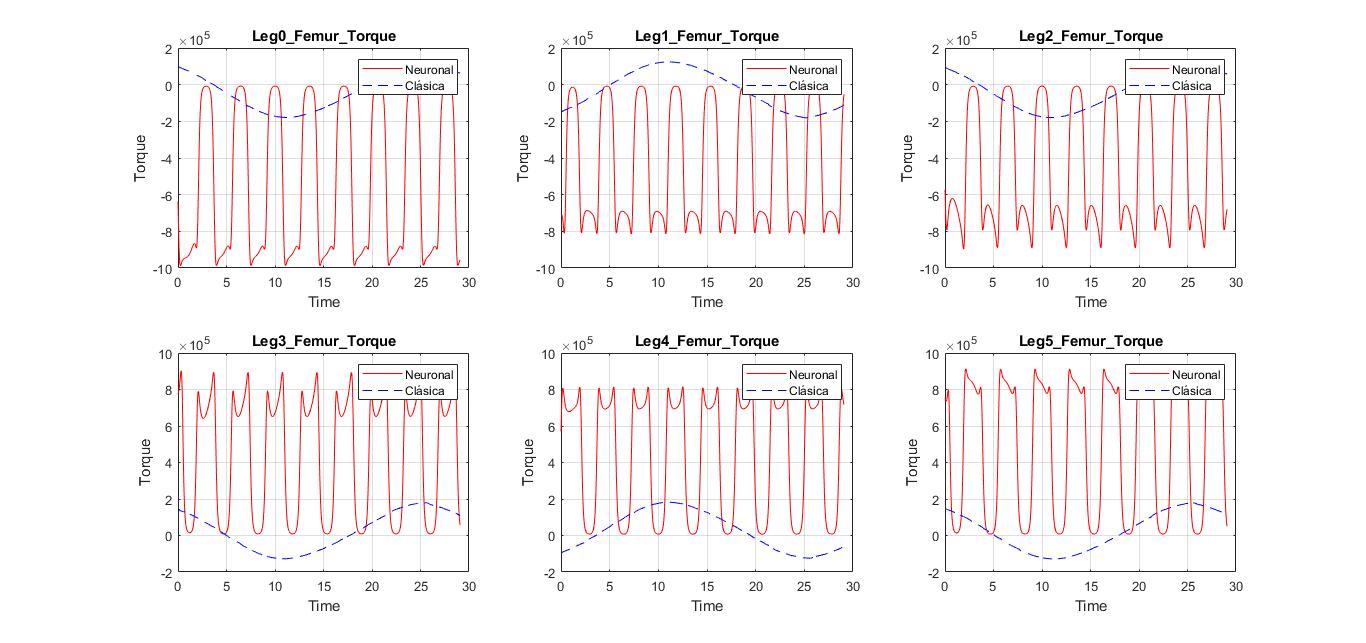 Leg0_Femur_Torque
×10^5
2
0
-2
-4
-6
-8
-10
Torque
0 5 10 15 20 25 30
Time
Neuronal
Clásica
Leg1_Femur_Torque
×10^5
2
0
-2
-4
-6
-8
-10
Torque
0 5 10 15 20 25 30
Time
Neuronal
Clásica
Leg2_Femur_Torque
×10^5
2
0
-2
-4
-6
-8
-10
Torque
0 5 10 15 20 25 30
Time
Neuronal
Clásica
Leg3_Femur_Torque
×10^5
10
8
6
4
2
0
-2
Torque
0 5 10 15 20 25 30
Time
Neuronal
Clásica
Leg4_Femur_Torque
×10^5
10
8
6
4
2
0
-2
Torque
0 5 10 15 20 25 30
Time
Neuronal
Clásica
Leg5_Femur_Torque
×10^5
10
8
6
4
2
0
-2
Torque
0 5 10 15 20 25 30
Time
Neuronal
Clásica